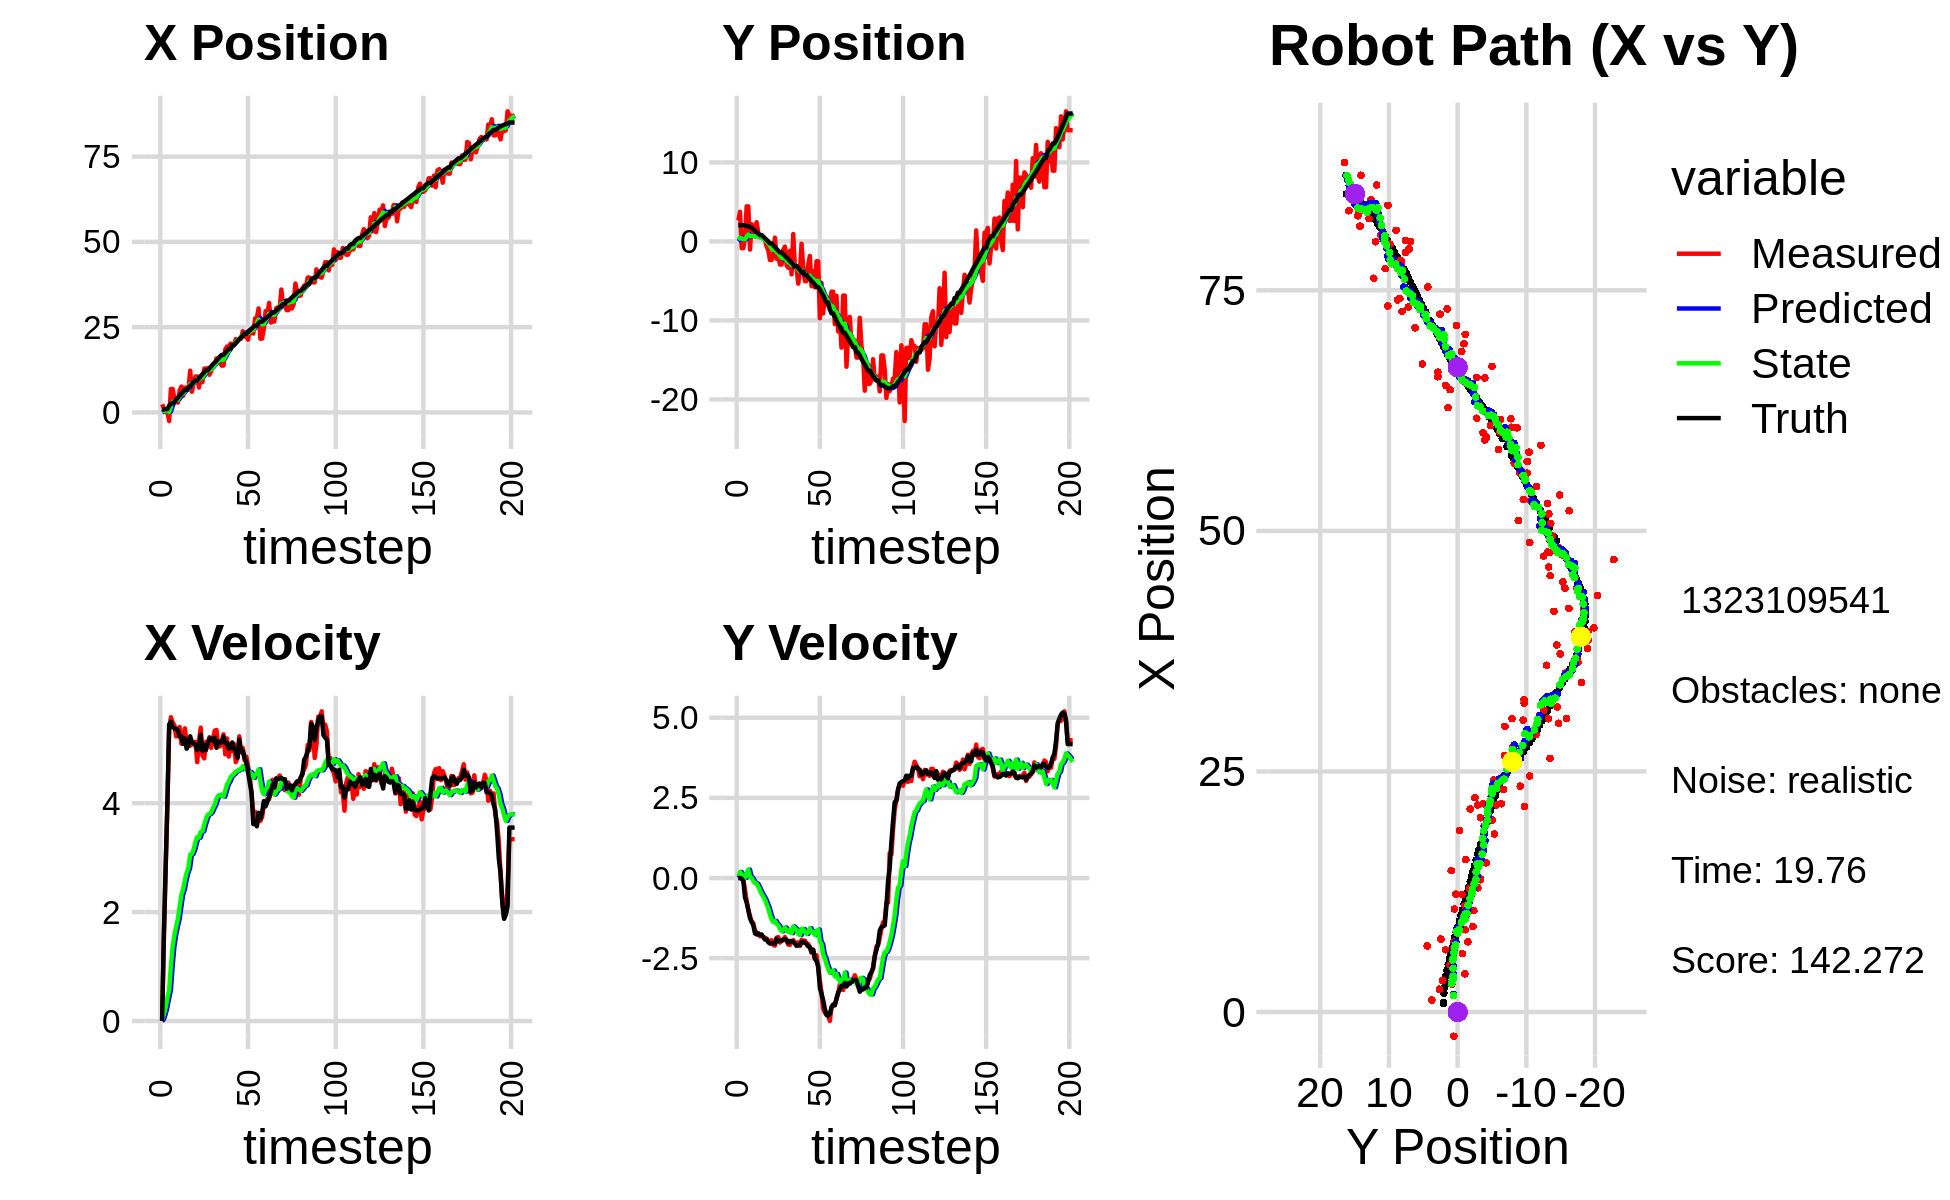 X Position
75
50
25
0
0
50
100
150
200
timestep
Y Position
10
0
-10
-20
0
50
100
150
200
timestep
X Velocity
4
2
0
0
50
100
150
200
timestep
Y Velocity
5.0
2.5
0.0
-2.5
0
50
100
150
200
timestep
Robot Path (X vs Y)
X Position
75
50
25
0
20 10 0 -10 -20
Y Position
variable
Measured
Predicted
State
Truth
1323109541
Obstacles: none
Noise: realistic
Time: 19.76
Score: 142.272